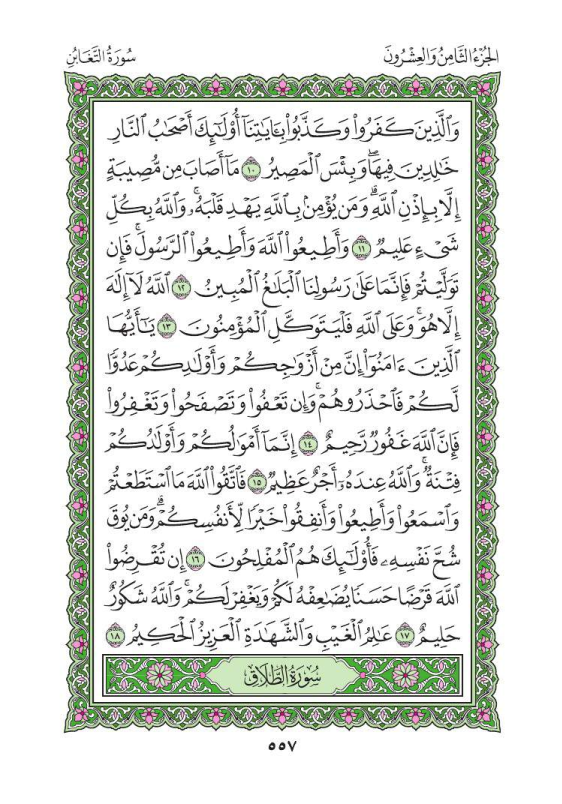 الجُزْءُ الثَّامِنُ وَالعِشْرُونَ
سُورَةُ التَّغَابُنِ
وَٱلَّذِينَ كَفَرُوا۟ وَكَذَّبُوا۟ بِـَٔايَـٰتِنَآ أُو۟لَـٰٓئِكَ أَصْحَـٰبُ ٱلنَّارِ
خَـٰلِدِينَ فِيهَا ۖ وَبِئْسَ ٱلْمَصِيرُ ١٠ مَآ أَصَابَ مِن مُّصِيبَةٍ
إِلَّا بِإِذْنِ ٱللَّهِ ۗ وَمَن يُؤْمِنۢ بِٱللَّهِ يَهْدِ قَلْبَهُۥ ۚ وَٱللَّهُ بِكُلِّ
شَىْءٍ عَلِيمٌ ١١ وَأَطِيعُوا۟ ٱللَّهَ وَأَطِيعُوا۟ ٱلرَّسُولَ ۚ فَإِن
تَوَلَّيْتُمْ فَإِنَّمَا عَلَىٰ رَسُولِنَا ٱلْبَلَـٰغُ ٱلْمُبِينُ ١٢ ٱللَّهُ لَآ إِلَـٰهَ
إِلَّا هُوَ ۚ وَعَلَى ٱللَّهِ فَلْيَتَوَكَّلِ ٱلْمُؤْمِنُونَ ١٣ يَـٰٓأَيُّهَا
ٱلَّذِينَ ءَامَنُوٓا۟ إِنَّ مِنْ أَزْوَٰجِكُمْ وَأَوْلَـٰدِكُمْ عَدُوًّا
لَّكُمْ فَٱحْذَرُوهُمْ ۚ وَإِن تَعْفُوا۟ وَتَصْفَحُوا۟ وَتَغْفِرُوا۟
فَإِنَّ ٱللَّهَ غَفُورٌ رَّحِيمٌ ١٤ إِنَّمَآ أَمْوَٰلُكُمْ وَأَوْلَـٰدُكُمْ
فِتْنَةٌ ۚ وَٱللَّهُ عِندَهُۥٓ أَجْرٌ عَظِيمٌ ١٥ فَٱتَّقُوا۟ ٱللَّهَ مَا ٱسْتَطَعْتُمْ
وَٱسْمَعُوا۟ وَأَطِيعُوا۟ وَأَنفِقُوا۟ خَيْرًا لِّأَنفُسِكُمْ ۗ وَمَن يُوقَ
شُحَّ نَفْسِهِۦ فَأُو۟لَـٰٓئِكَ هُمُ ٱلْمُفْلِحُونَ ١٦ إِن تُقْرِضُوا۟
ٱللَّهَ قَرْضًا حَسَنًا يُضَـٰعِفْهُ لَكُمْ وَيَغْفِرْ لَكُمْ ۚ وَٱللَّهُ شَكُورٌ
حَلِيمٌ ١٧ عَـٰلِمُ ٱلْغَيْبِ وَٱلشَّهَـٰدَةِ ٱلْعَزِيزُ ٱلْحَكِيمُ ١٨
سُورَةُ الطَّلَاقِ
٥٥٧